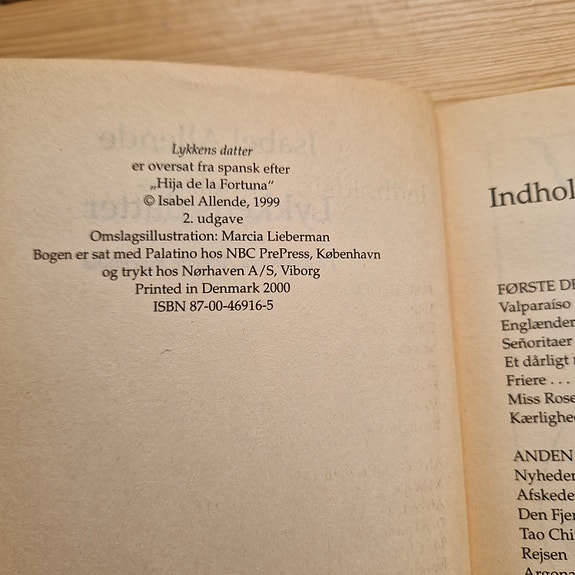 Lykkens datter
er oversat fra spansk efter
„Hija de la Fortuna“
© Isabel Allende, 1999
2. udgave
Omslagsillustration: Marcia Lieberman
Bogen er sat med Palatino hos NBC PrePress, København
og trykt hos Nørhaven A/S, Viborg
Printed in Denmark 2000
ISBN 87-00-46916-5
Indhol
FØRSTE DE
Valparaíso
Englænder
Señoritaer
Et dårligt
Friere . . .
Miss Rose
Kærlighe
ANDEN
Nyheder
Afskede
Den Fje
Tao Chi
Rejsen
Argona